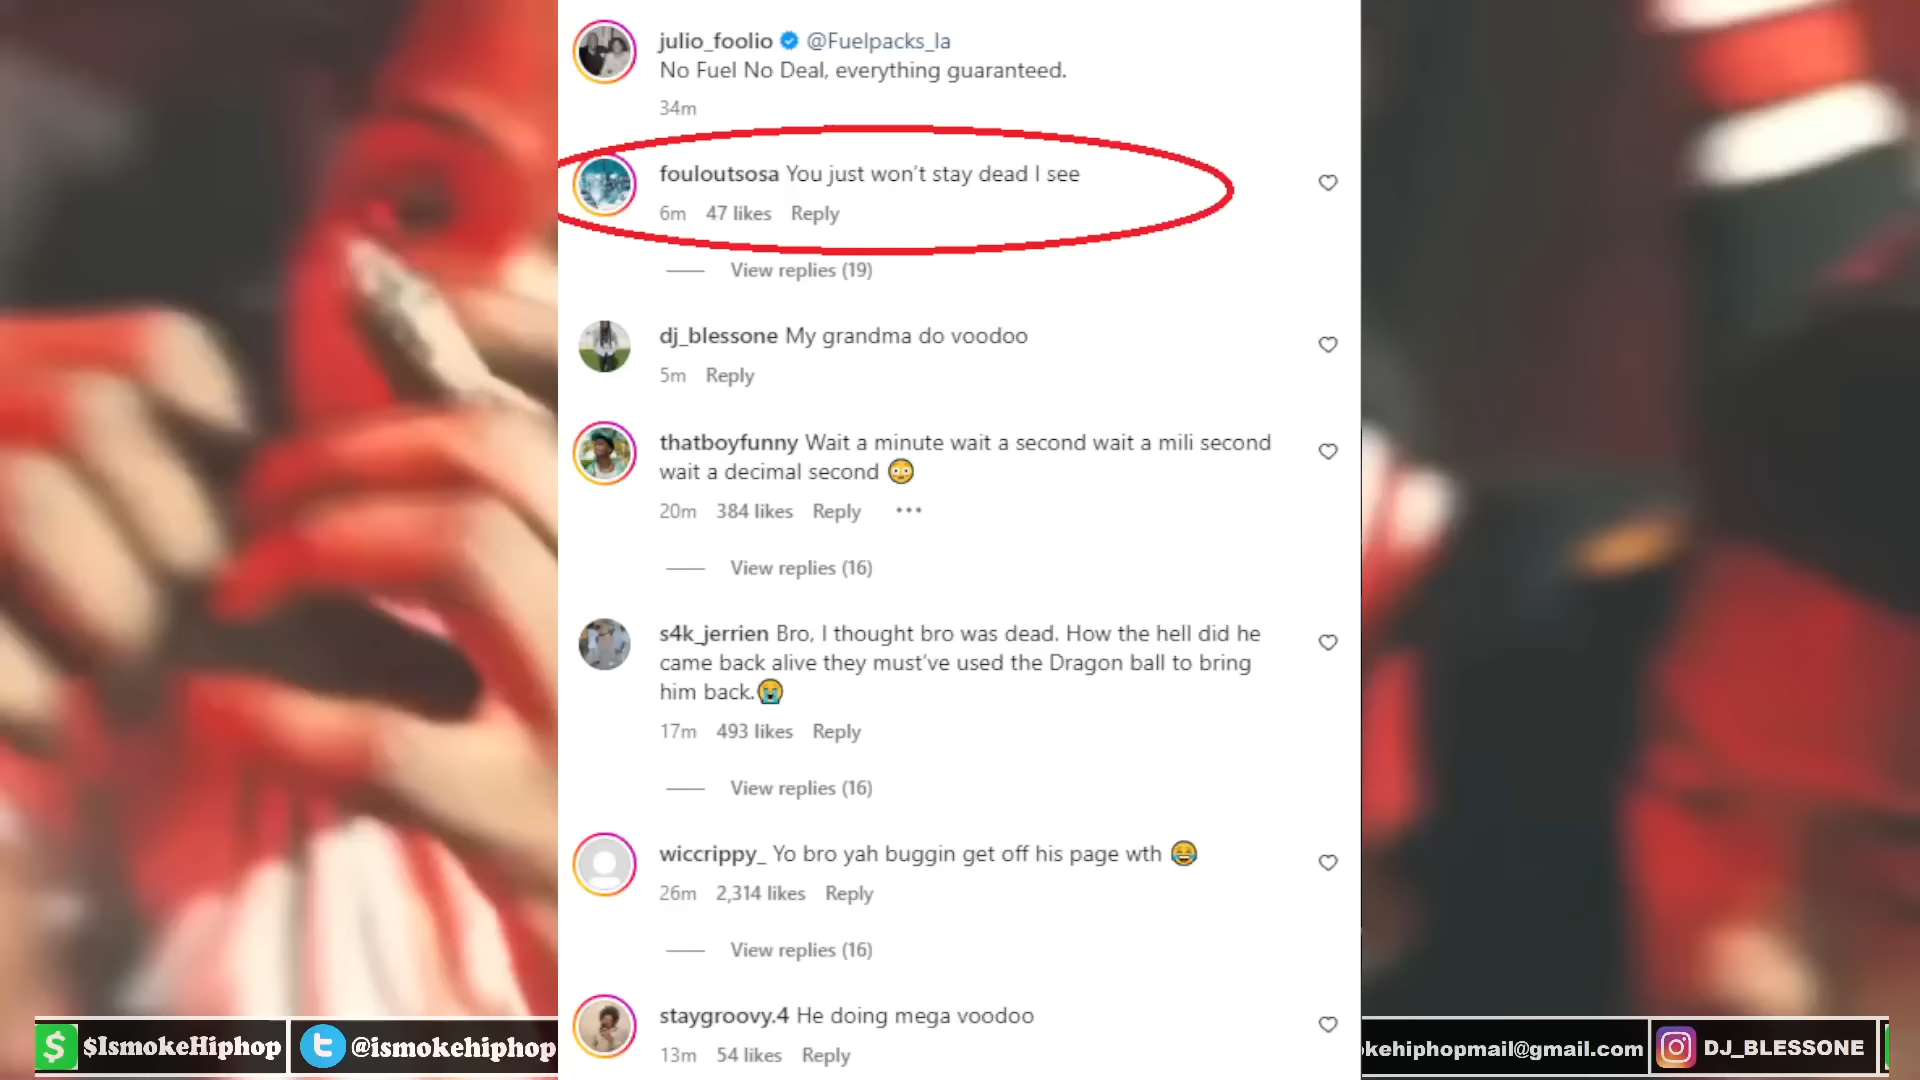 julio_foolio @Fuelpacks_la
No Fuel No Deal, everything guaranteed.
34m
fouloutsosa You just won't stay dead I see
6m 47 likes Reply
View replies (19)
dj_blessone My grandma do voodoo
5m Reply
thatboyfunny Wait a minute wait a second wait a mili second
wait a decimal second 😳
20m 384 likes Reply •••
View replies (16)
s4k_jerrien Bro, I thought bro was dead. How the hell did he
came back alive they must've used the Dragon ball to bring
him back.😭
17m 493 likes Reply
View replies (16)
wiccrippy_ Yo bro yah buggin get off his page wth 😂
26m 2,314 likes Reply
View replies (16)
staygroovy.4 He doing mega voodoo
13m 54 likes Reply
$IsmokeHiphop @ismokehiphop kehiphopmail@gmail.com DJ_BLESSONE